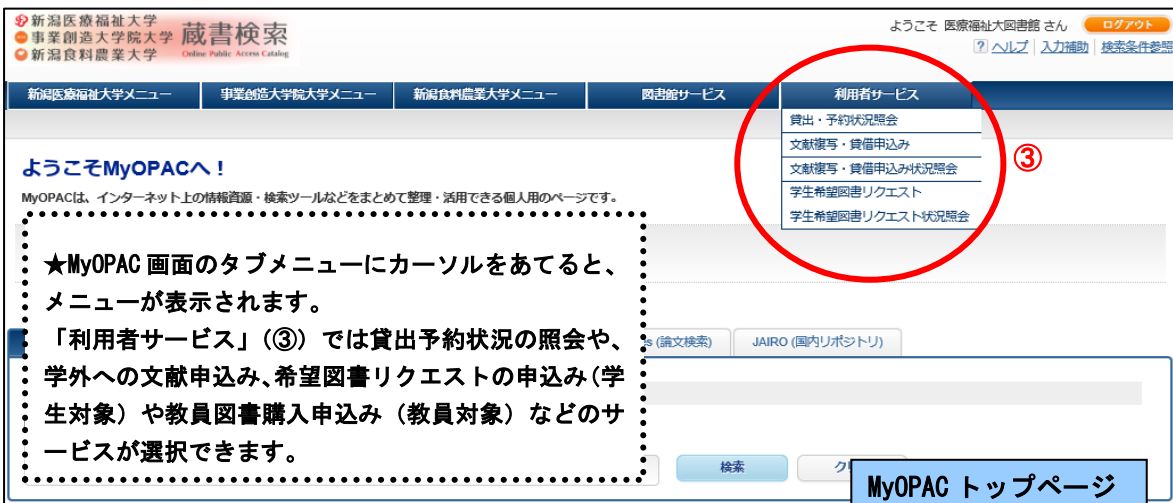 新潟医療福祉大学
事業創造大学院大学
新潟食料農業大学
蔵書検索
Online Public Access Catalog
ようこそ 医療福祉大図書館 さん
ログアウト
? ヘルプ | 入力補助 | 検索条件参照
新潟医療福祉大学メニュー
事業創造大学院大学メニュー
新潟食料農業大学メニュー
図書館サービス
利用者サービス
貸出・予約状況照会
文献複写・貸借申込み
文献複写・貸借申込み状況照会
学生希望図書リクエスト
学生希望図書リクエスト状況照会
③
ようこそMyOPACへ！
MyOPACは、インターネット上の情報資源・検索ツールなどをまとめて整理・活用できる個人用のページです。
★MyOPAC 画面のタブメニューにカーソルをあてると、
メニューが表示されます。
「利用者サービス」（③）では貸出予約状況の照会や、
学外への文献申込み、希望図書リクエストの申込み（学
生対象）や教員図書購入申込み（教員対象）などのサ
ービスが選択できます。
(論文検索)
JAIRO (国内リポジトリ)
検索
MyOPAC トップページ